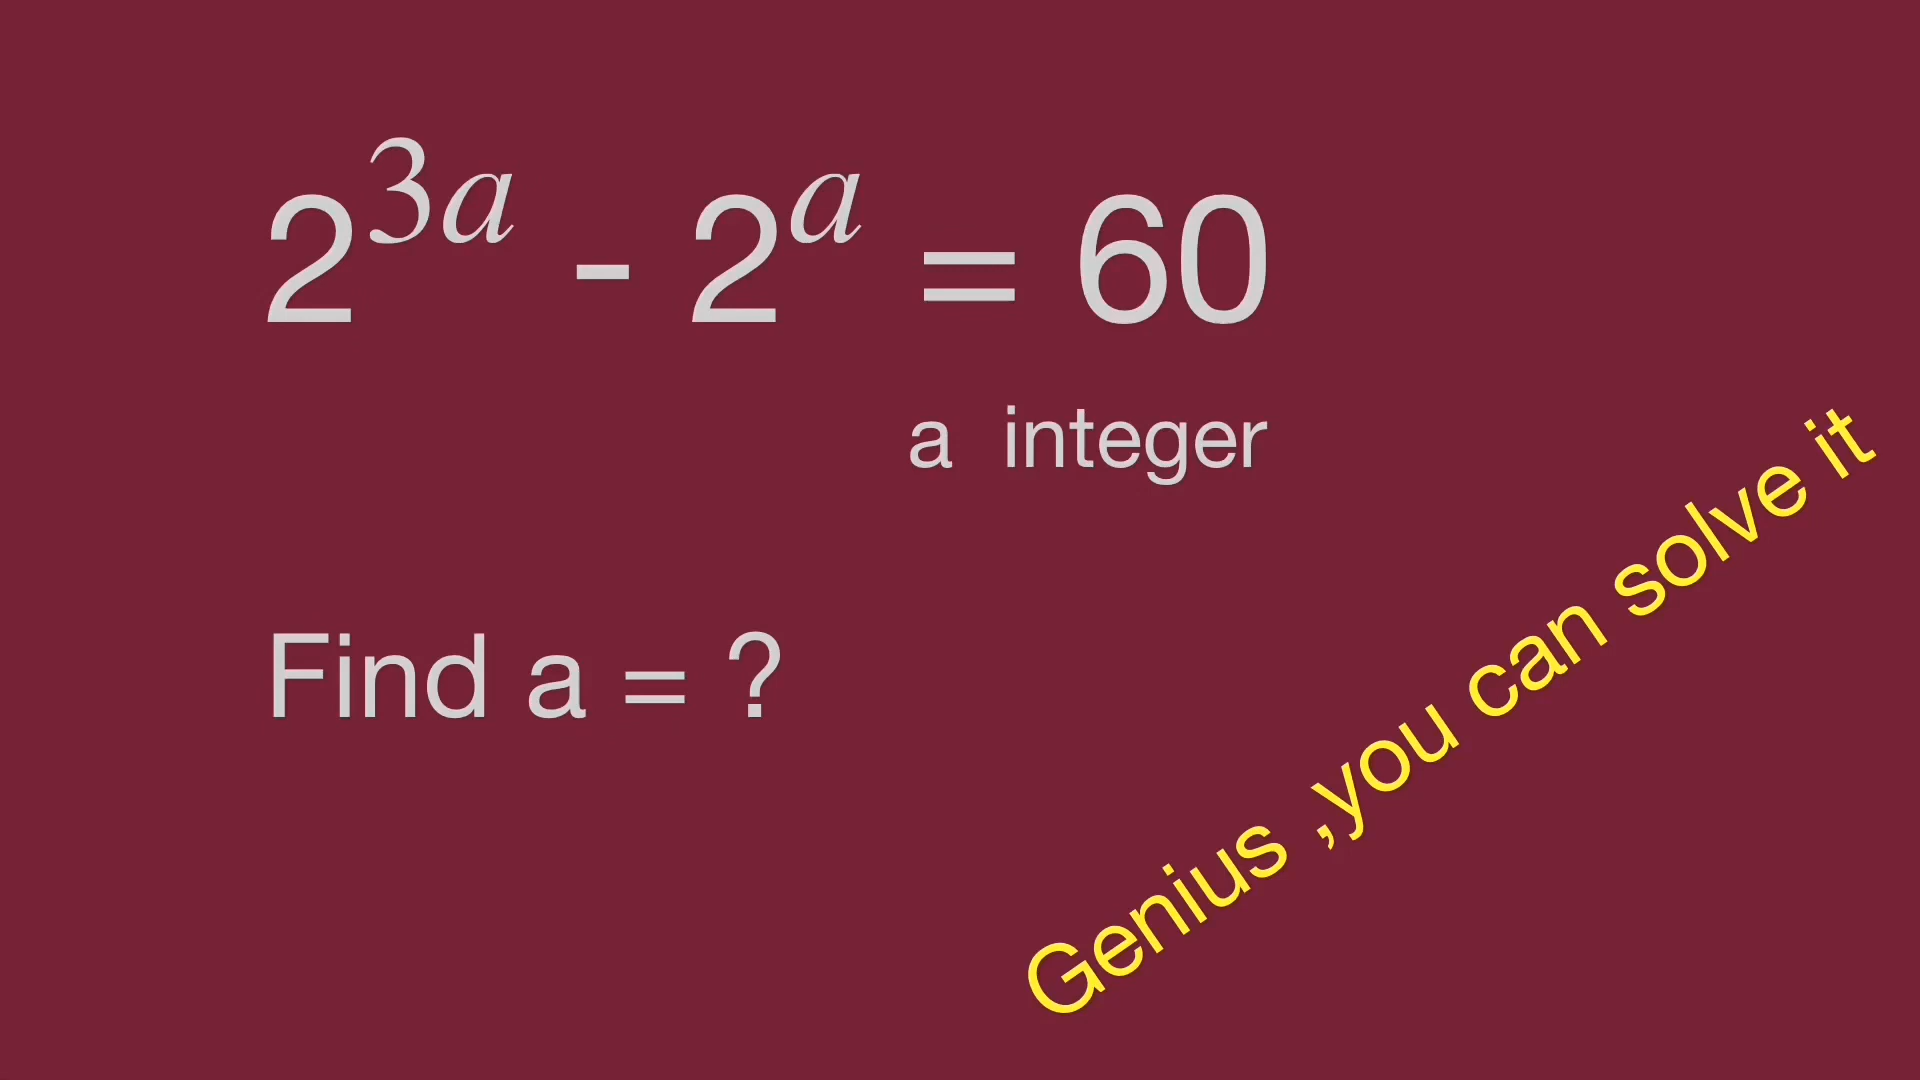 2^{3a} - 2^{a} = 60
a integer
Find a = ?
Genius ,you can solve it